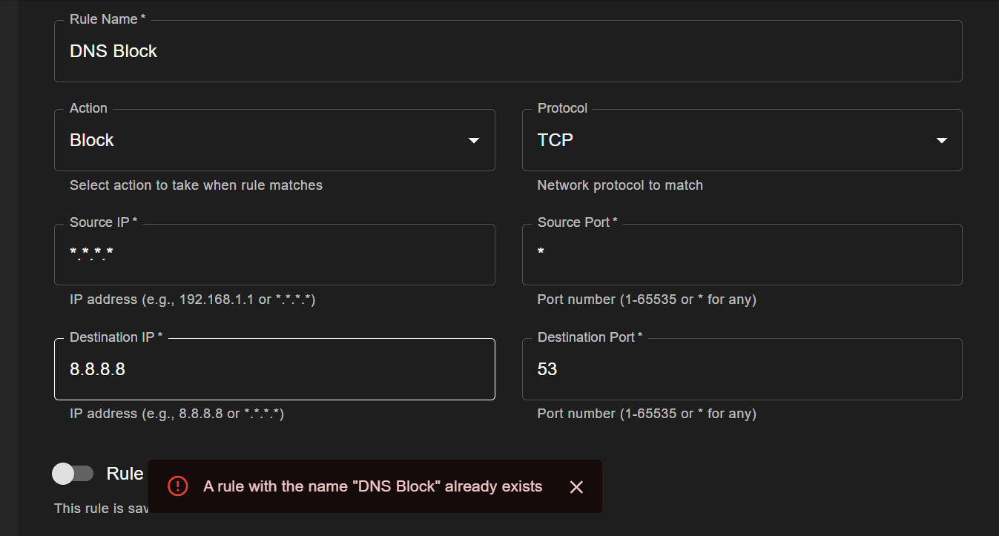 Rule Name *
DNS Block
Action
Protocol
Block
TCP
Select action to take when rule matches
Network protocol to match
Source IP *
Source Port *
*.*.*.*
*
IP address (e.g., 192.168.1.1 or *.*.*.*)
Port number (1-65535 or * for any)
Destination IP *
Destination Port *
8.8.8.8
53
IP address (e.g., 8.8.8.8 or *.*.*.*)
Port number (1-65535 or * for any)
Rule
A rule with the name "DNS Block" already exists
This rule is